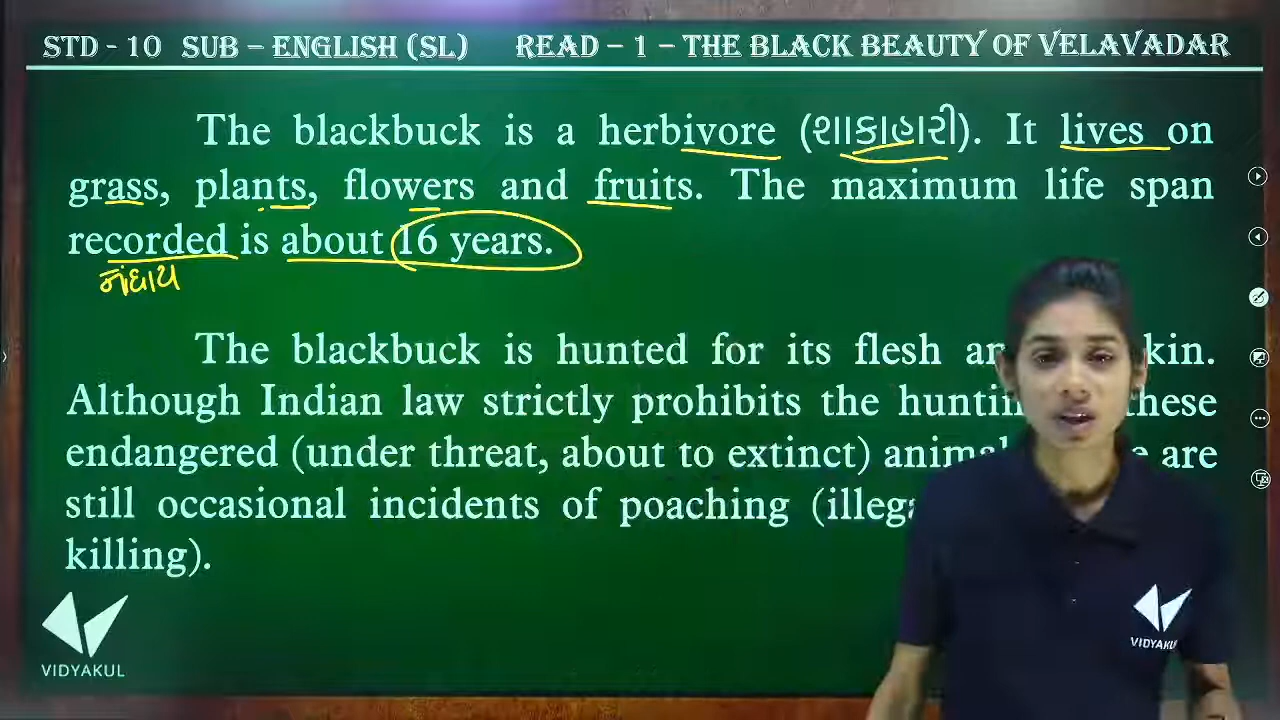 STD - 10 SUB – ENGLISH (SL) READ – 1 – THE BLACK BEAUTY OF VELAVADAR
The blackbuck is a herbivore (શાકાહારી). It lives on
grass, plants, flowers and fruits. The maximum life span
recorded is about 16 years.
નોંધાય
The blackbuck is hunted for its flesh
Although Indian law strictly prohibits the these
endangered (under threat, about to extinct) are
still occasional incidents of poaching
killing).
VIDYAKUL
VIDYAKUL